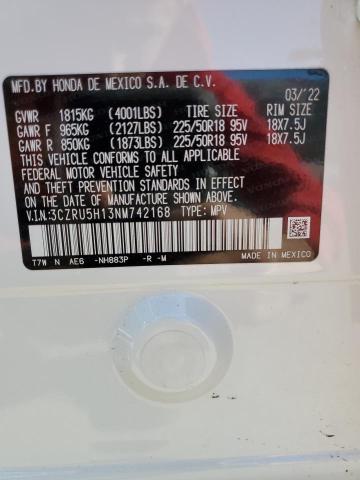 MFD.BY HONDA DE MEXICO S.A. DE C.V.
03/'22
GVWR 1815KG (4001LBS) TIRE SIZE RIM SIZE
GAWR F 965KG (2127LBS) 225/50R18 95V 18X7.5J
GAWR R 850KG (1873LBS) 225/50R18 95V 18X7.5J
THIS VEHICLE CONFORMS TO ALL APPLICABLE
FEDERAL MOTOR VEHICLE SAFETY
STANDARDS IN EFFECT ON THE DATE OF
MANUFACTURE SHOWN ABOVE.
V.I.N:3CZRU5H13NM742168 TYPE: MPV
T7W N AE6 -NH883P -R -M
MADE IN MEXICO